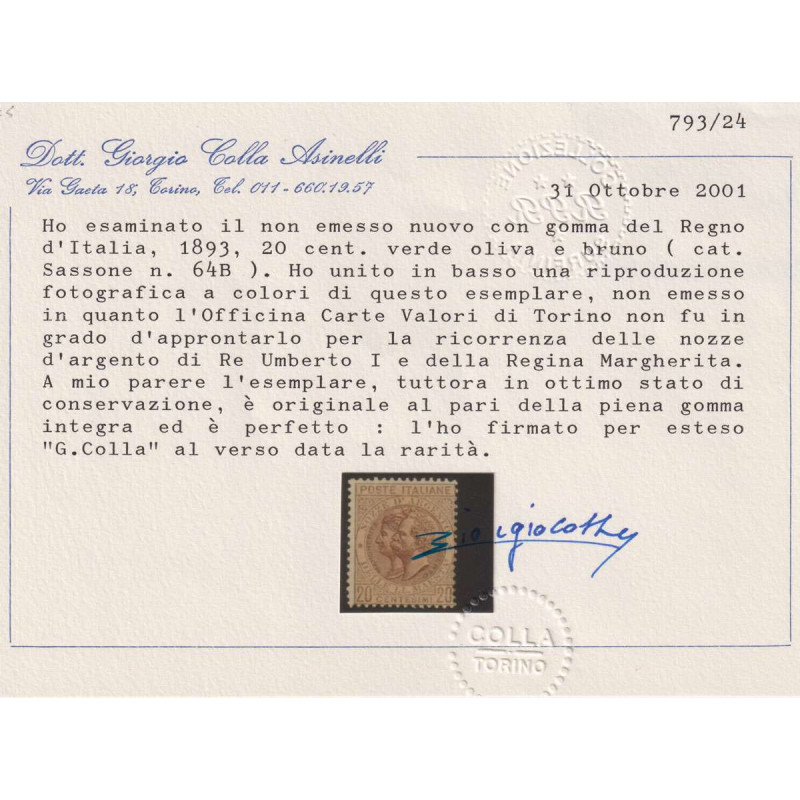 793/24
Dott. Giorgio Colla Asinelli
Via Gaeta 18, Torino, Tel. 011 - 660.19.57
31 Ottobre 2001
Ho esaminato il non emesso nuovo con gomma del Regno
d'Italia, 1893, 20 cent. verde oliva e bruno ( cat.
Sassone n. 64B ). Ho unito in basso una riproduzione
fotografica a colori di questo esemplare, non emesso
in quanto l'Officina Carte Valori di Torino non fu in
grado d'approntarlo per la ricorrenza delle nozze
d'argento di Re Umberto I e della Regina Margherita.
A mio parere l'esemplare, tuttora in ottimo stato di
conservazione, è originale al pari della piena gomma
integra ed è perfetto : l'ho firmato per esteso
"G.Colla" al verso data la rarità.
POSTE ITALIANE
20 CENTESIMI 20
COLLA
TORINO